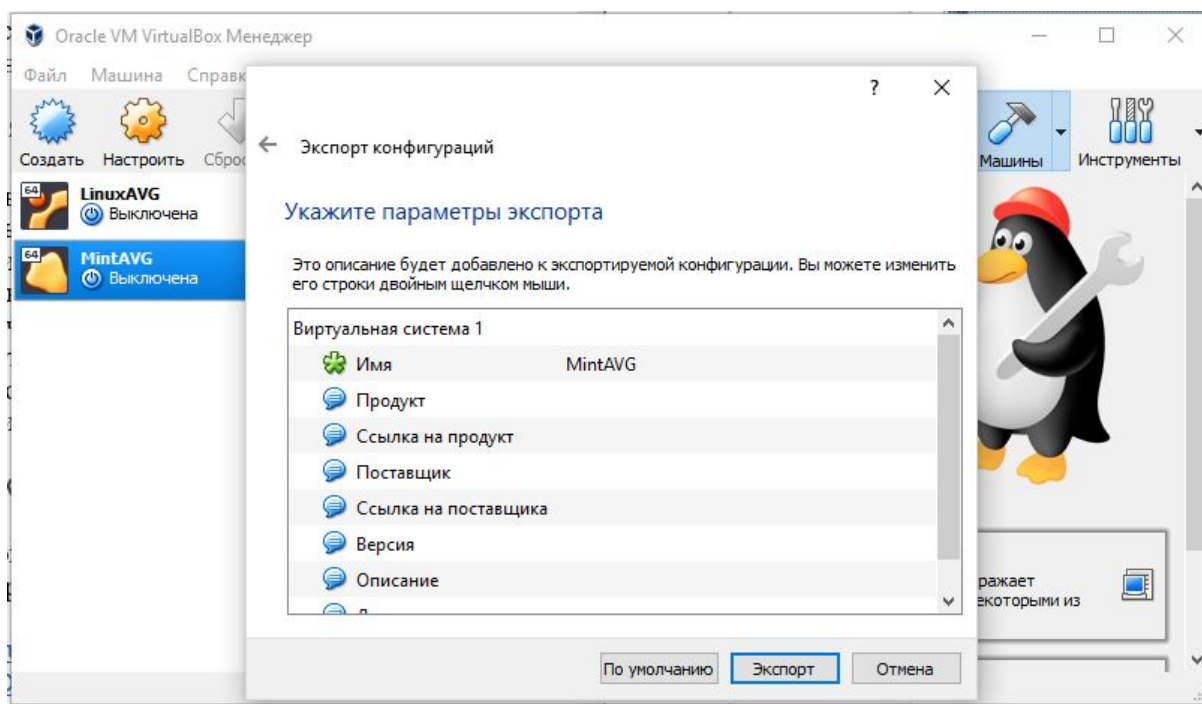 Oracle VM VirtualBox Менеджер
Файл Машина
Создать Настроить
Машины Инструменты
64 LinuxAVG
Выключена
64 MintAVG
Выключена
?
Экспорт конфигураций
Укажите параметры экспорта
Это описание будет добавлено к экспортируемой конфигурации. Вы можете изменить
его строки двойным щелчком мыши.
Виртуальная система 1
Имя MintAVG
Продукт
Ссылка на продукт
Поставщик
Ссылка на поставщика
Версия
Описание
По умолчанию Экспорт Отмена
ражает
екоторыми из